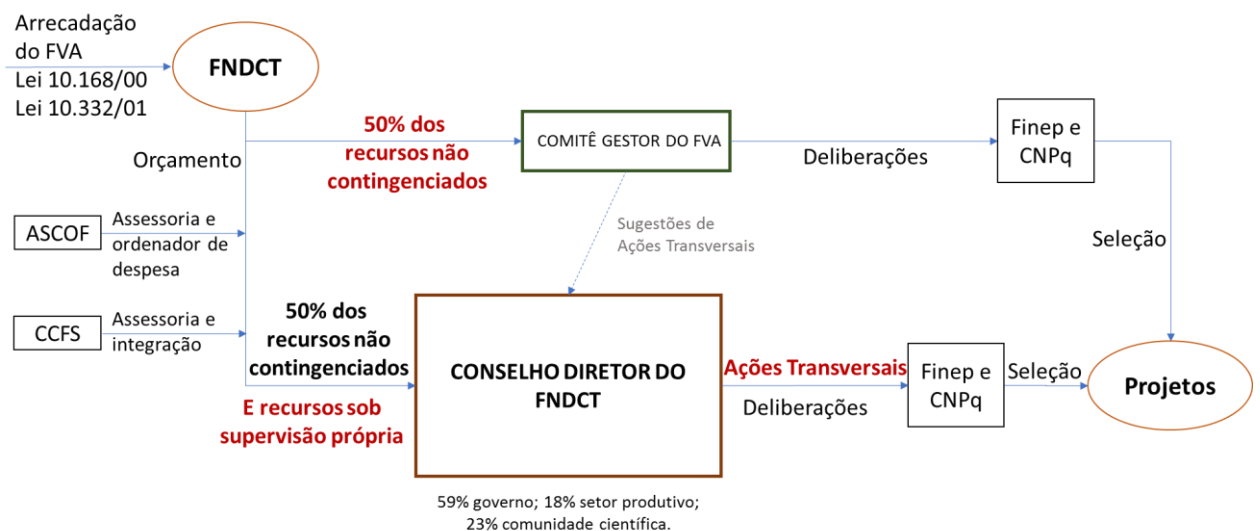 Arrecadação
do FVA
Lei 10.168/00
Lei 10.332/01
FNDCT
Orçamento
50% dos
recursos não
contingenciados
COMITÊ GESTOR DO FVA
Deliberações
Finep e
CNPq
Seleção
Sugestões de
Ações Transversais
ASCOF
Assessoria e
ordenador de
despesa
CCFS
Assessoria e
integração
50% dos
recursos não
contingenciados
E recursos sob
supervisão própria
CONSELHO DIRETOR DO
FNDCT
Ações Transversais
Deliberações
Finep e
CNPq
Seleção
Projetos
59% governo; 18% setor produtivo;
23% comunidade científica.